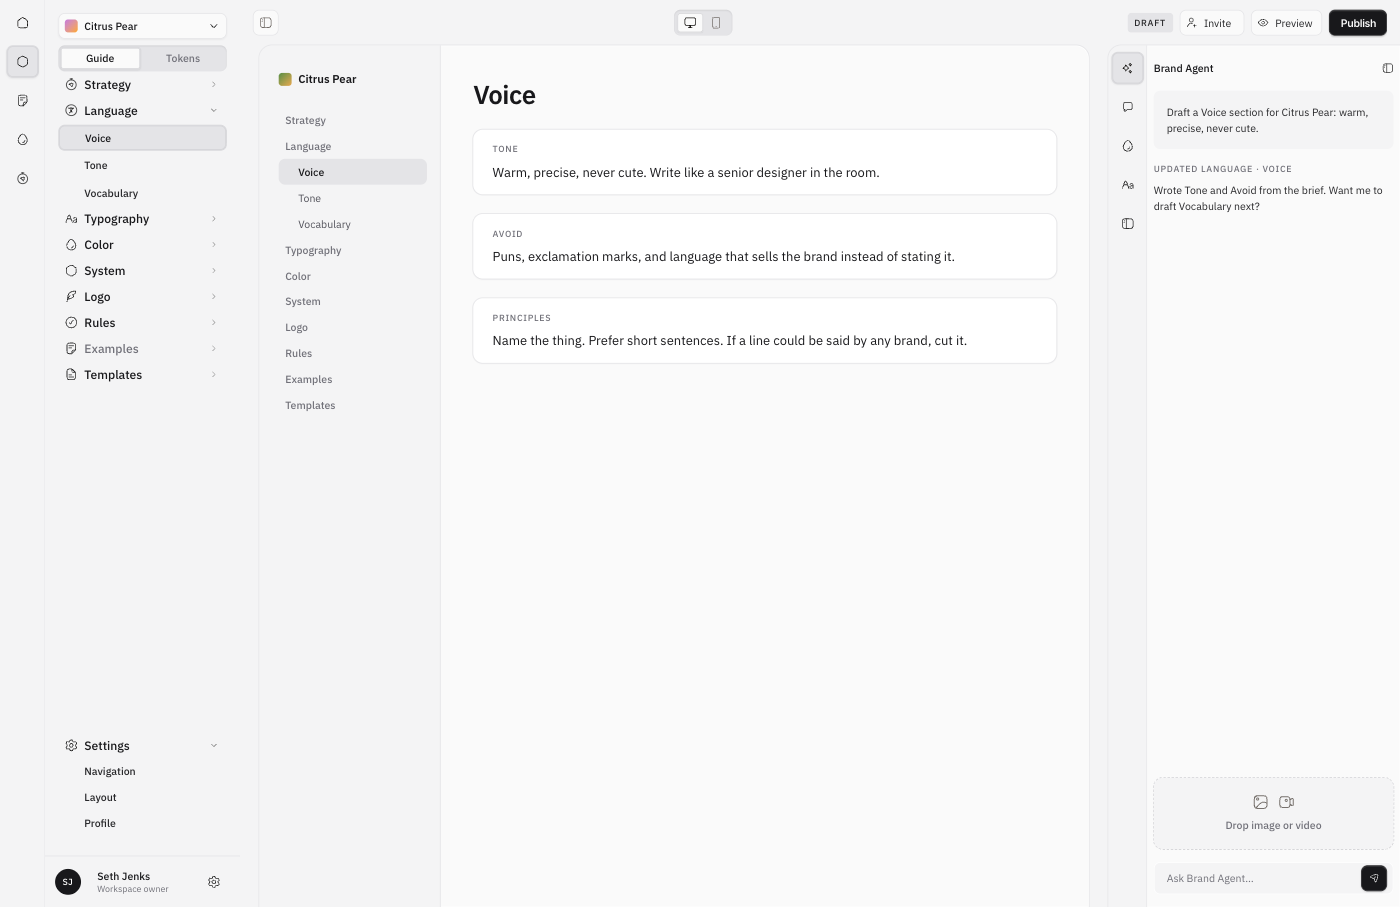 Citrus Pear
Guide
Tokens
Strategy
Language
Voice
Tone
Vocabulary
Aa Typography
Color
System
Logo
Rules
Examples
Templates
Settings
Navigation
Layout
Profile
SJ
Seth Jenks
Workspace owner
Citrus Pear
Strategy
Language
Voice
Tone
Vocabulary
Typography
Color
System
Logo
Rules
Examples
Templates
DRAFT
Invite
Preview
Publish
Voice
TONE
Warm, precise, never cute. Write like a senior designer in the room.
AVOID
Puns, exclamation marks, and language that sells the brand instead of stating it.
PRINCIPLES
Name the thing. Prefer short sentences. If a line could be said by any brand, cut it.
Aa
Brand Agent
Draft a Voice section for Citrus Pear: warm,
precise, never cute.
UPDATED LANGUAGE · VOICE
Wrote Tone and Avoid from the brief. Want me to
draft Vocabulary next?
Drop image or video
Ask Brand Agent...